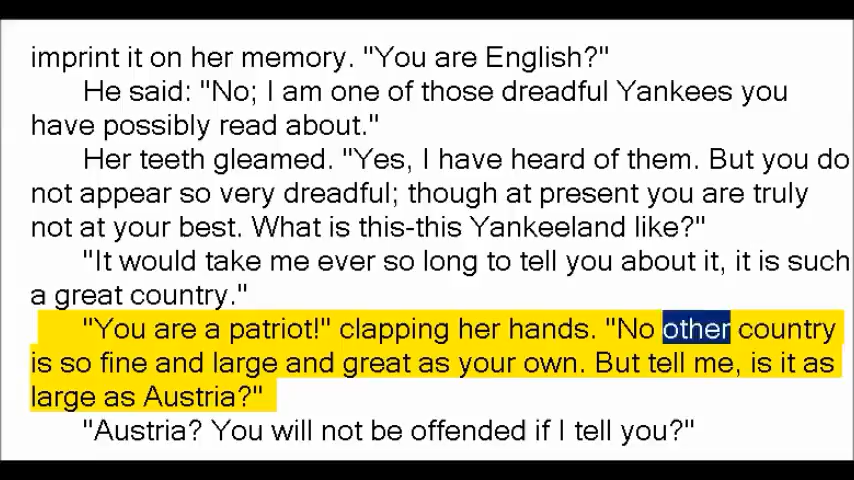 imprint it on her memory. "You are English?"
He said: "No; I am one of those dreadful Yankees you
have possibly read about."
Her teeth gleamed. "Yes, I have heard of them. But you do
not appear so very dreadful; though at present you are truly
not at your best. What is this-this Yankeeland like?"
"It would take me ever so long to tell you about it, it is such
a great country."
"You are a patriot!" clapping her hands. "No other country
is so fine and large and great as your own. But tell me, is it as
large as Austria?"
"Austria? You will not be offended if I tell you?"